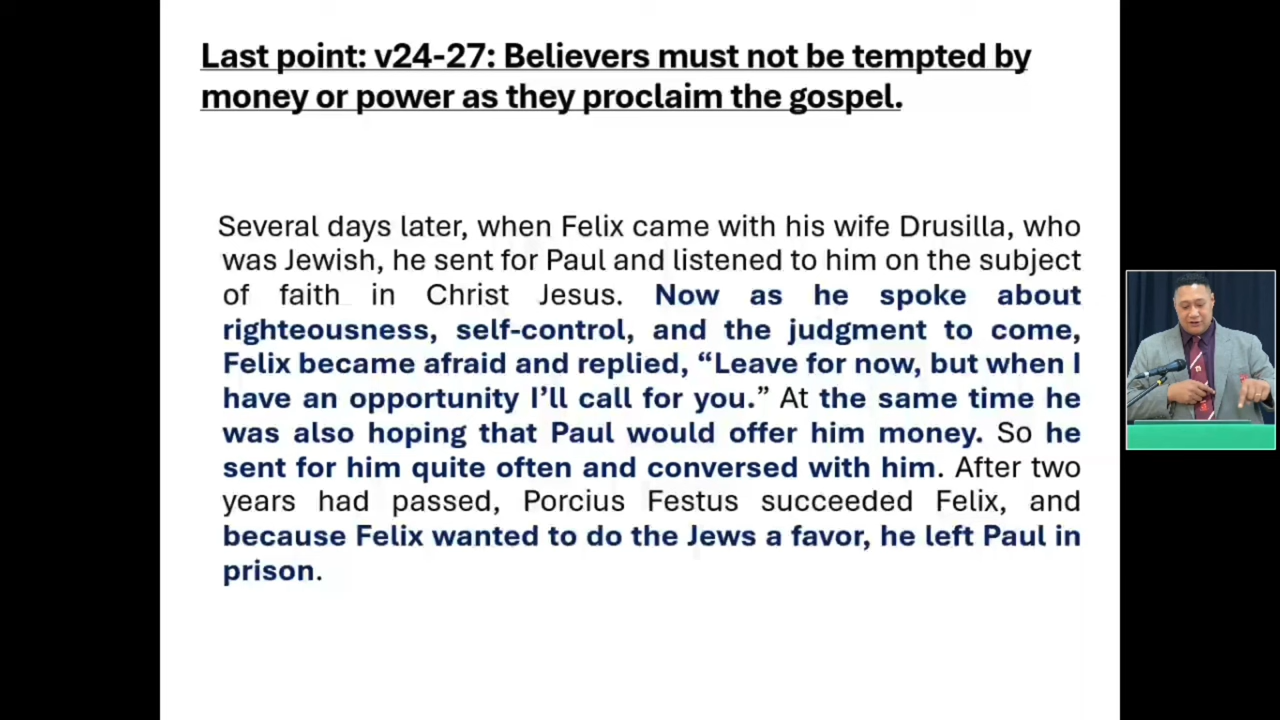 Last point: v24-27: Believers must not be tempted by
money or power as they proclaim the gospel.
Several days later, when Felix came with his wife Drusilla, who
was Jewish, he sent for Paul and listened to him on the subject
of faith in Christ Jesus. Now as he spoke about
righteousness, self-control, and the judgment to come,
Felix became afraid and replied, “Leave for now, but when I
have an opportunity I’ll call for you.” At the same time he
was also hoping that Paul would offer him money. So he
sent for him quite often and conversed with him. After two
years had passed, Porcius Festus succeeded Felix, and
because Felix wanted to do the Jews a favor, he left Paul in
prison.